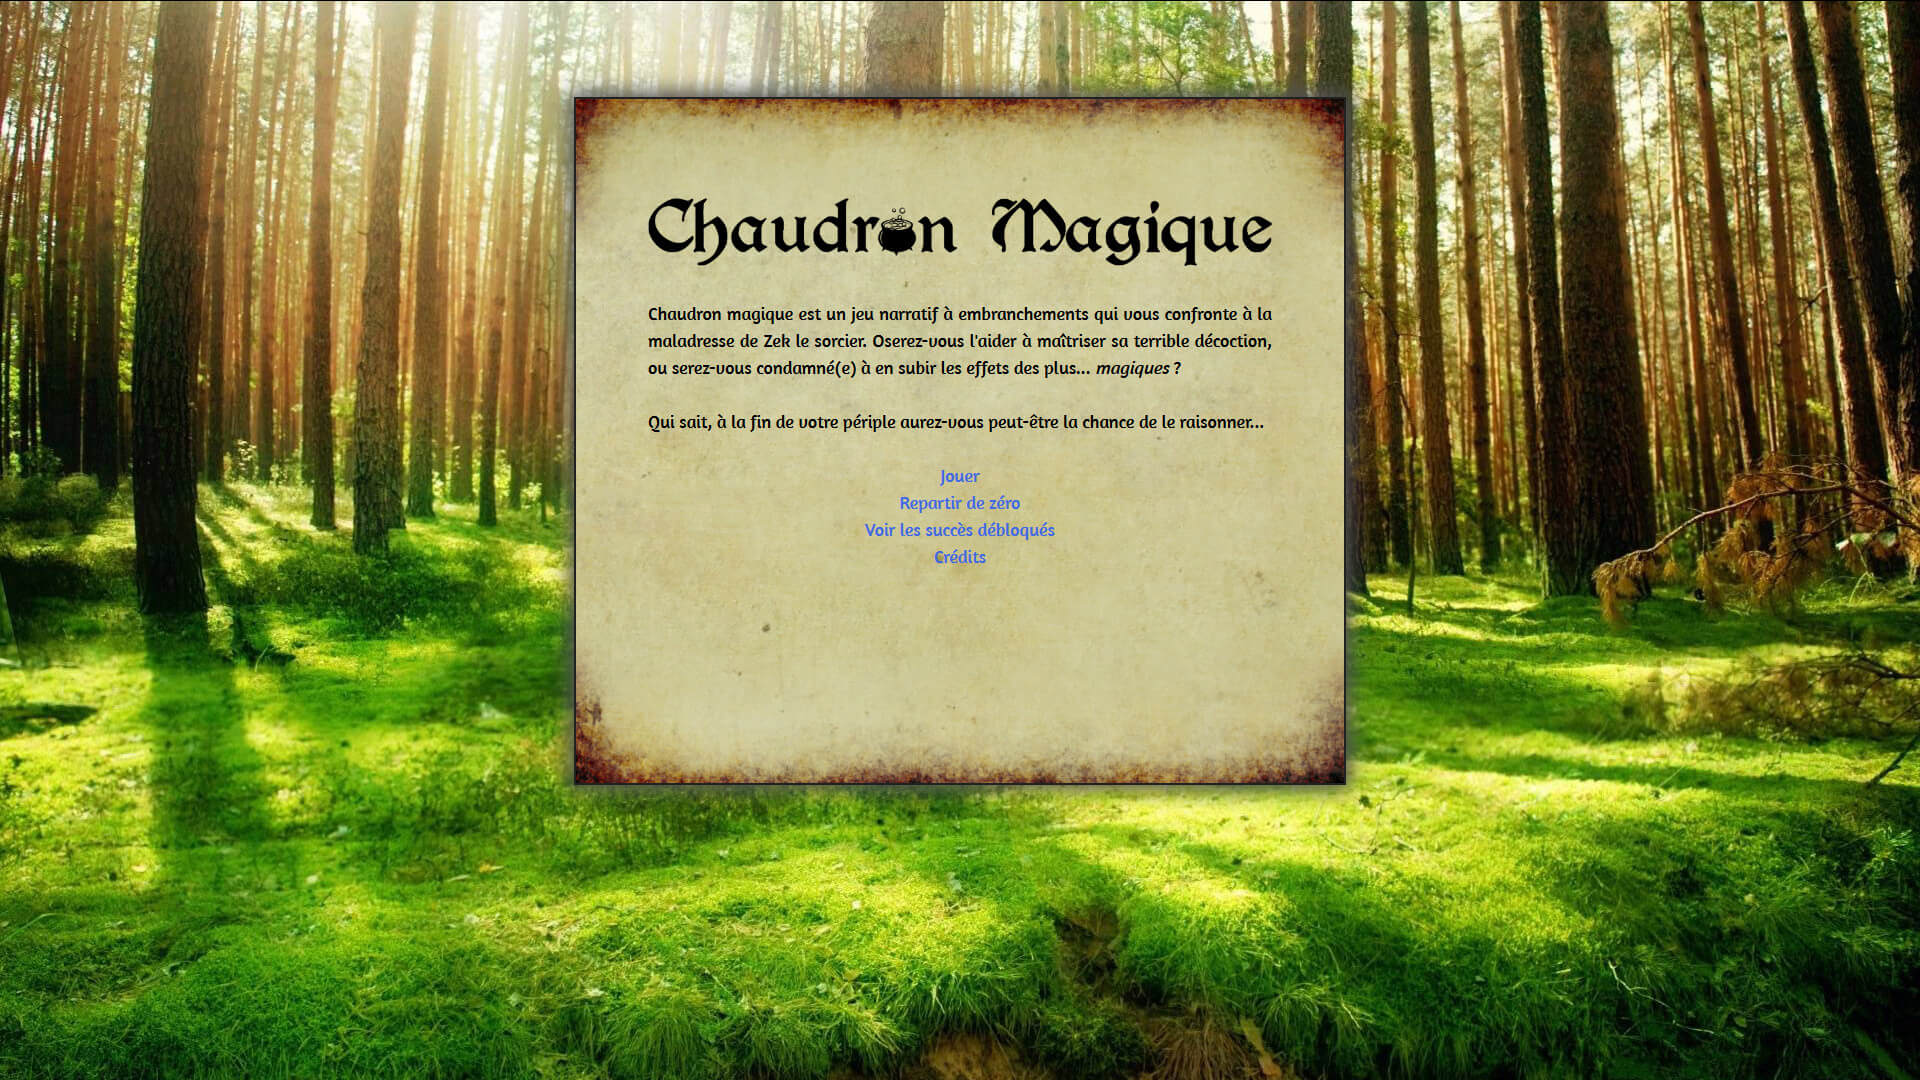 Chaudron Magique
Chaudron magique est un jeu narratif à embranchements qui vous confronte à la
maladresse de Zek le sorcier. Oserez-vous l'aider à maîtriser sa terrible décoction,
ou serez-vous condamné(e) à en subir les effets des plus... magiques ?
Qui sait, à la fin de votre périple aurez-vous peut-être la chance de le raisonner...
Jouer
Repartir de zéro
Voir les succès débloqués
Crédits